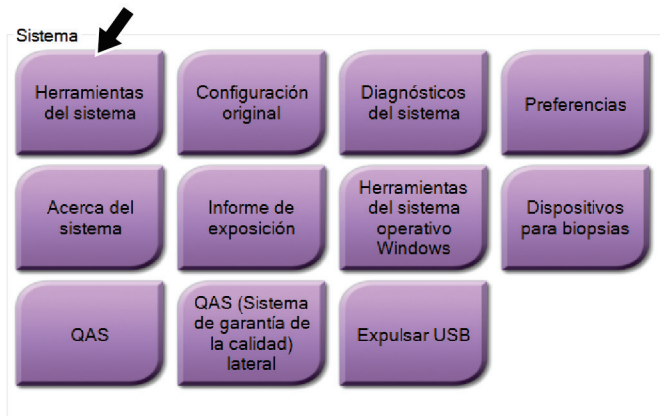 Sistema
Herramientas
del sistema
Configuración
original
Diagnósticos
del sistema
Preferencias
Acerca del
sistema
Informe de
exposición
Herramientas
del sistema
operativo
Windows
Dispositivos
para biopsias
QAS
QAS (Sistema
de garantía de
la calidad)
lateral
Expulsar USB